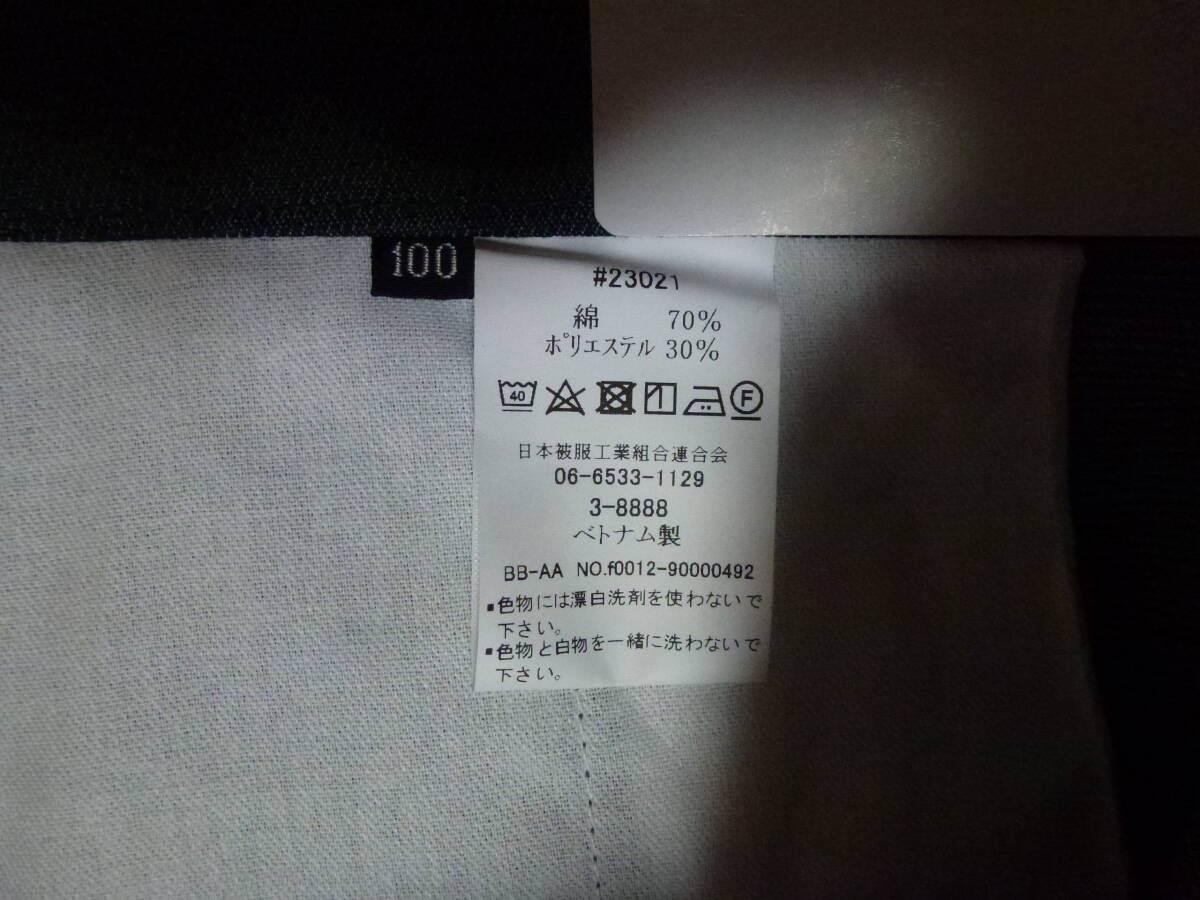 100
#23021
綿 70%
ポリエステル 30%
40
F
日本被服工業組合連合会
06-6533-1129
3-8888
ベトナム製
BB-AA NO.f0012-90000492
▪色物には漂白洗剤を使わないで
下さい。
▪色物と白物を一緒に洗わないで
下さい。